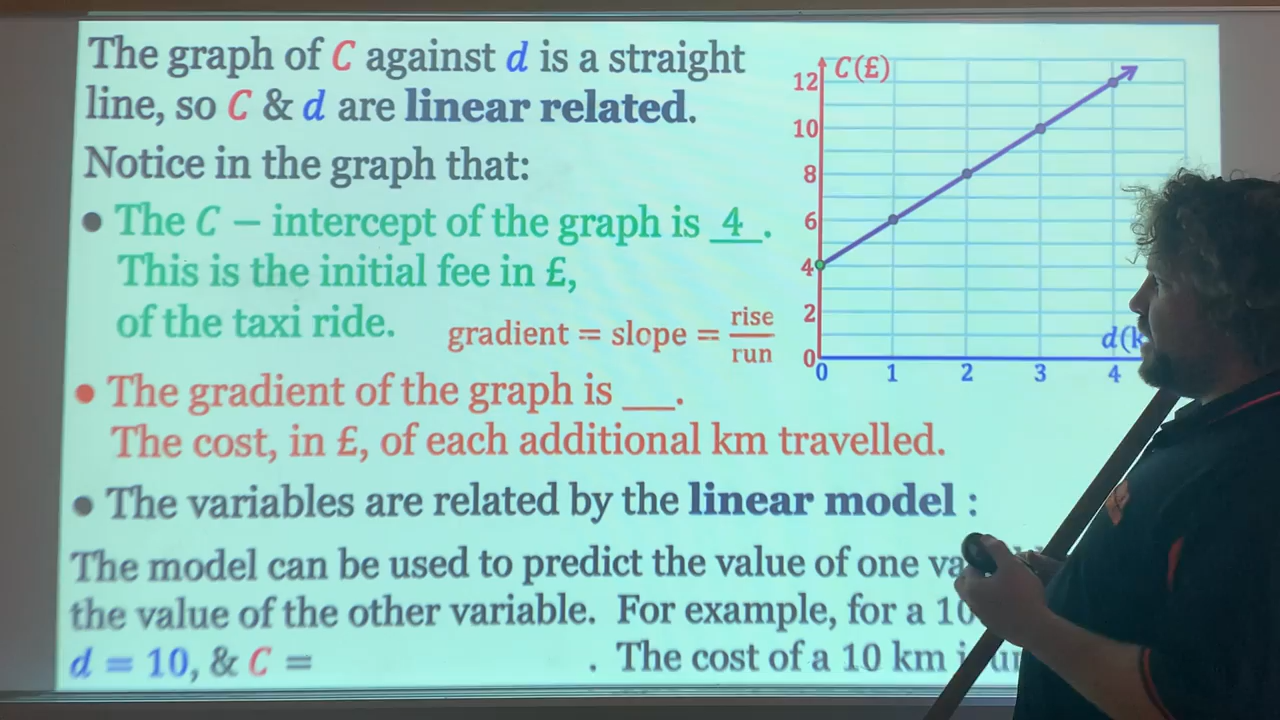 The graph of C against d is a straight
line, so C & d are linear related.
Notice in the graph that:
• The C – intercept of the graph is 4.
This is the initial fee in £,
of the taxi ride.
gradient = slope = rise
run
• The gradient of the graph is ___.
The cost, in £, of each additional km travelled.
• The variables are related by the linear model :
The model can be used to predict the value of one
the value of the other variable. For example, for a
d = 10, & C = . The cost of a 10 km
C(£)
12
10
8
6
4
2
0
d(k
0 1 2 3 4